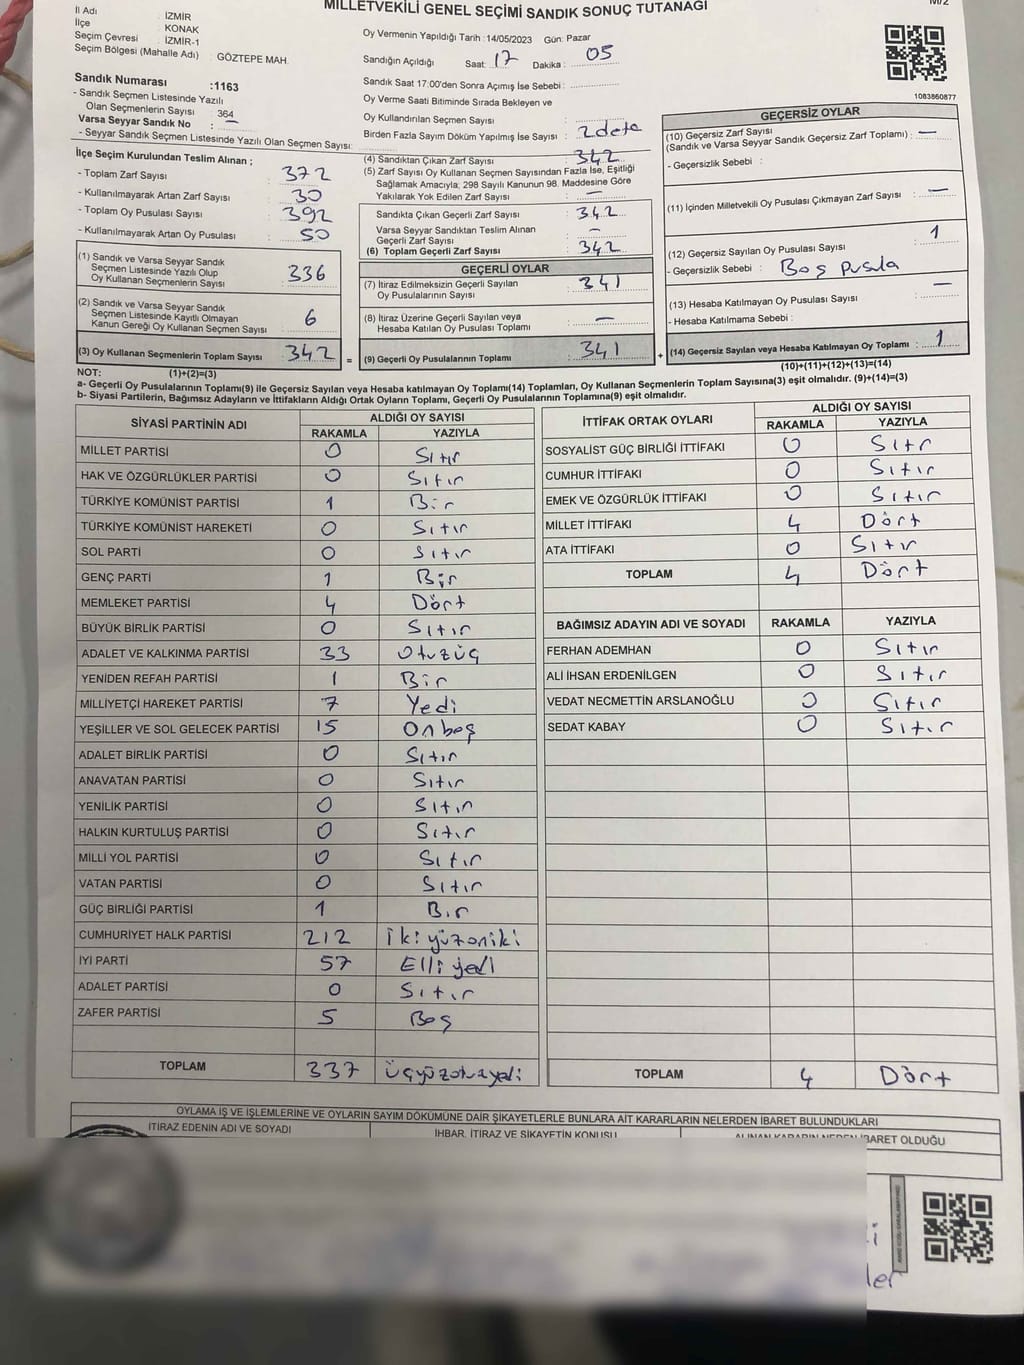 M/2
MİLLETVEKİLİ GENEL SEÇİMİ SANDIK SONUÇ TUTANAĞI
İl Adı : İZMİR
İlçe : KONAK
Seçim Çevresi : İZMİR-1
Seçim Bölgesi (Mahalle Adı) : GÖZTEPE MAH.
Oy Vermenin Yapıldığı Tarih : 14/05/2023 Gün: Pazar
Sandığın Açıldığı Saat: 17 Dakika : 05
Sandık Saat 17:00'den Sonra Açımış İse Sebebi :
Oy Verme Saati Bitiminde Sırada Bekleyen ve
Oy Kullandırılan Seçmen Sayısı :
Birden Fazla Sayım Döküm Yapılmış İse Sayısı : 2 dete
1083860877
Sandık Numarası : 1163
- Sandık Seçmen Listesinde Yazılı
Olan Seçmenlerin Sayısı 364
Varsa Seyyar Sandık No : —
- Seyyar Sandık Seçmen Listesinde Yazılı Olan Seçmen Sayısı:
İlçe Seçim Kurulundan Teslim Alınan ;
- Toplam Zarf Sayısı : 372
- Kullanılmayarak Artan Zarf Sayısı : 30
- Toplam Oy Pusulası Sayısı : 392
- Kullanılmayarak Artan Oy Pusulası : 50
(1) Sandık ve Varsa Seyyar Sandık
Seçmen Listesinde Yazılı Olup
Oy Kullanan Seçmenlerin Sayısı : 336
(2) Sandık ve Varsa Seyyar Sandık
Seçmen Listesinde Kayıtlı Olmayan
Kanun Gereği Oy Kullanan Seçmen Sayısı : 6
(3) Oy Kullanan Seçmenlerin Toplam Sayısı : 342 =
(1)+(2)=(3)
(4) Sandıktan Çıkan Zarf Sayısı : 342
(5) Zarf Sayısı Oy Kullanan Seçmen Sayısından Fazla İse, Eşitliği
Sağlamak Amacıyla; 298 Sayılı Kanunun 98. Maddesine Göre
Yakılarak Yok Edilen Zarf Sayısı : —
Sandıkta Çıkan Geçerli Zarf Sayısı : 342
Varsa Seyyar Sandıktan Teslim Alınan
Geçerli Zarf Sayısı : —
(6) Toplam Geçerli Zarf Sayısı : 342
GEÇERLİ OYLAR
(7) İtiraz Edilmeksizin Geçerli Sayılan
Oy Pusulalarının Sayısı : 341
(8) İtiraz Üzerine Geçerli Sayılan veya
Hesaba Katılan Oy Pusulası Toplamı : —
(9) Geçerli Oy Pusulalarının Toplamı : 341 +
GEÇERSİZ OYLAR
(10) Geçersiz Zarf Sayısı
(Sandık ve Varsa Seyyar Sandık Geçersiz Zarf Toplamı) : —
- Geçersizlik Sebebi :
(11) İçinden Milletvekili Oy Pusulası Çıkmayan Zarf Sayısı : —
(12) Geçersiz Sayılan Oy Pusulası Sayısı : 1
- Geçersizlik Sebebi : Boş pusula
(13) Hesaba Katılmayan Oy Pusulası Sayısı : —
- Hesaba Katılmama Sebebi :
(14) Geçersiz Sayılan veya Hesaba Katılmayan Oy Toplamı : 1
(10)+(11)+(12)+(13)=(14)
NOT:
a- Geçerli Oy Pusulalarının Toplamı(9) ile Geçersiz Sayılan veya Hesaba katılmayan Oy Toplamı(14) Toplamları, Oy Kullanan Seçmenlerin Toplam Sayısına(3) eşit olmalıdır. (9)+(14)=(3)
b- Siyasi Partilerin, Bağımsız Adayların ve İttifakların Aldığı Ortak Oyların Toplamı, Geçerli Oy Pusulalarının Toplamına(9) eşit olmalıdır.
SİYASİ PARTİNİN ADI ALDIĞI OY SAYISI
RAKAMLA YAZIYLA
MİLLET PARTİSİ 0 Sıtır
HAK VE ÖZGÜRLÜKLER PARTİSİ 0 Sıtır
TÜRKİYE KOMÜNİST PARTİSİ 1 Bir
TÜRKİYE KOMÜNİST HAREKETİ 0 Sıtır
SOL PARTİ 0 Sıtır
GENÇ PARTİ 1 Bir
MEMLEKET PARTİSİ 4 Dört
BÜYÜK BİRLİK PARTİSİ 0 Sıtır
ADALET VE KALKINMA PARTİSİ 33 Otuzüç
YENİDEN REFAH PARTİSİ 1 Bir
MİLLİYETÇİ HAREKET PARTİSİ 7 Yedi
YEŞİLLER VE SOL GELECEK PARTİSİ 15 Onbeş
ADALET BİRLİK PARTİSİ 0 Sıtır
ANAVATAN PARTİSİ 0 Sıtır
YENİLİK PARTİSİ 0 Sıtır
HALKIN KURTULUŞ PARTİSİ 0 Sıtır
MİLLİ YOL PARTİSİ 0 Sıtır
VATAN PARTİSİ 0 Sıtır
GÜÇ BİRLİĞİ PARTİSİ 1 Bir
CUMHURİYET HALK PARTİSİ 212 ikiyüzoniki
İYİ PARTİ 57 Elliyedi
ADALET PARTİSİ 0 Sıtır
ZAFER PARTİSİ 5 Beş
TOPLAM 337 üçyüzotuzyedi
İTTİFAK ORTAK OYLARI ALDIĞI OY SAYISI
RAKAMLA YAZIYLA
SOSYALİST GÜÇ BİRLİĞİ İTTİFAKI 0 Sıtr
CUMHUR İTTİFAKI 0 Sıtır
EMEK VE ÖZGÜRLÜK İTTİFAKI 0 Sıtır
MİLLET İTTİFAKI 4 Dört
ATA İTTİFAKI 0 Sıtır
TOPLAM 4 Dört
BAĞIMSIZ ADAYIN ADI VE SOYADI RAKAMLA YAZIYLA
FERHAN ADEMHAN 0 Sıtır
ALİ İHSAN ERDENİLGEN 0 Sıtır
VEDAT NECMETTİN ARSLANOĞLU 0 Sıtır
SEDAT KABAY 0 Sıtır
TOPLAM 4 Dört
OYLAMA İŞ VE İŞLEMLERİNE VE OYLARIN SAYIM DÖKÜMÜNE DAİR ŞİKAYETLERLE BUNLARA AİT KARARLARIN NELERDEN İBARET BULUNDUKLARI
İTİRAZ EDENİN ADI VE SOYADI İHBAR, İTİRAZ VE ŞİKAYETİN KONUSU ALINAN KARARIN NEDEN İBARET OLDUĞU